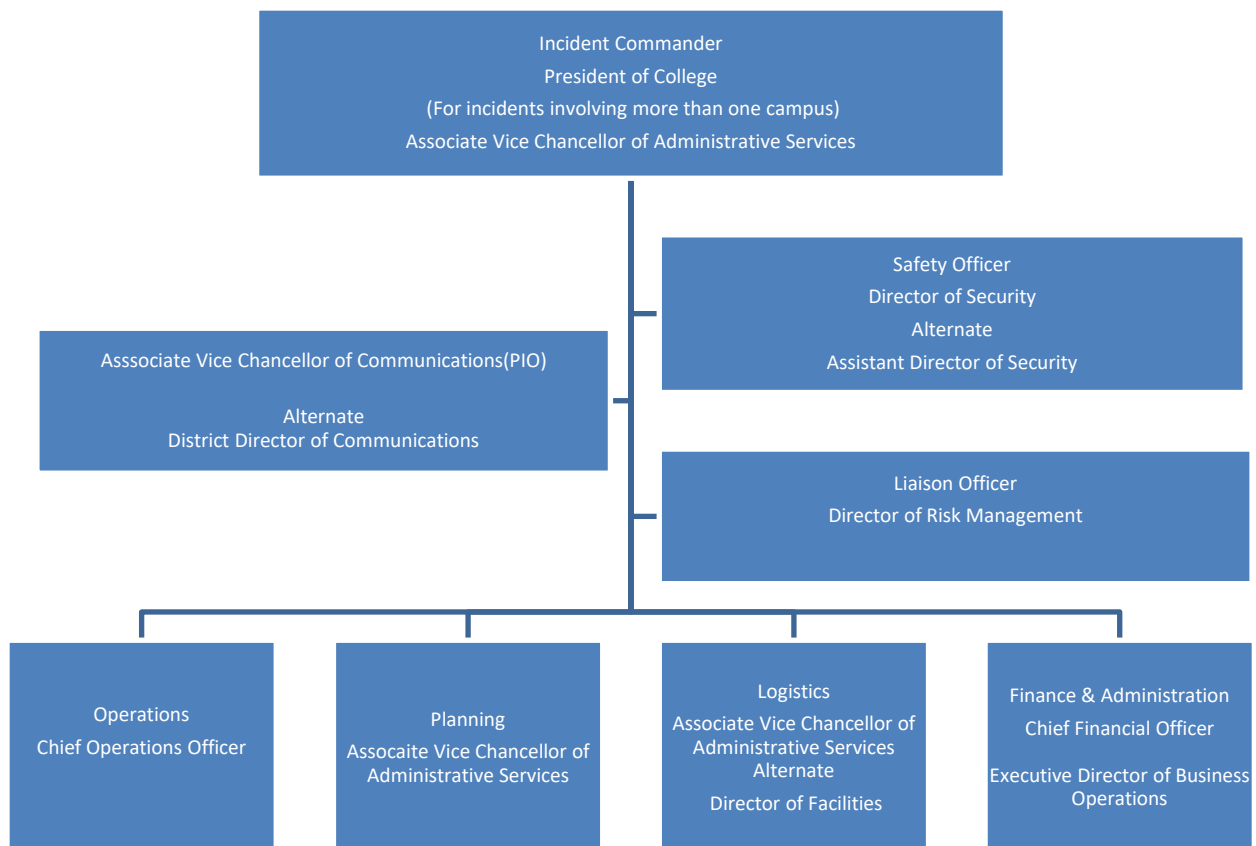 Incident Commander
President of College
(For incidents involving more than one campus)
Associate Vice Chancellor of Administrative Services
Safety Officer
Director of Security
Alternate
Assistant Director of Security
Asssociate Vice Chancellor of Communications(PIO)
Alternate
District Director of Communications
Liaison Officer
Director of Risk Management
Operations
Chief Operations Officer
Planning
Assocaite Vice Chancellor of
Administrative Services
Logistics
Associate Vice Chancellor of
Administrative Services
Alternate
Director of Facilities
Finance & Administration
Chief Financial Officer
Executive Director of Business
Operations